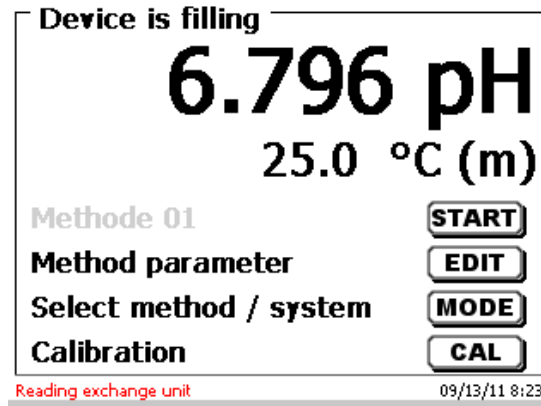 Device is filling
6.796 pH
25.0 °C (m)
Methode 01 START
Method parameter EDIT
Select method / system MODE
Calibration CAL
Reading exchange unit 09/13/11 8:23